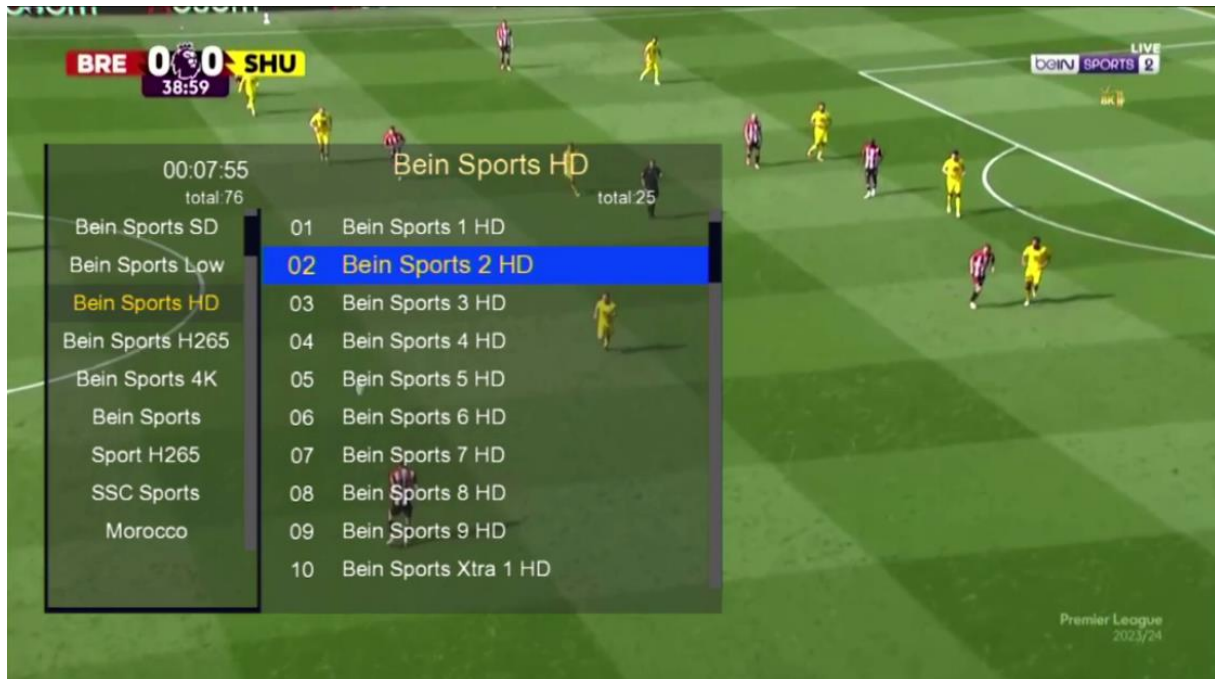 BRE 0 0 SHU
38:59
LIVE
beIN SPORTS 2
8K
00:07:55
total:76
Bein Sports SD
Bein Sports Low
Bein Sports HD
Bein Sports H265
Bein Sports 4K
Bein Sports
Sport H265
SSC Sports
Morocco
Bein Sports HD
total:25
01 Bein Sports 1 HD
02 Bein Sports 2 HD
03 Bein Sports 3 HD
04 Bein Sports 4 HD
05 Bein Sports 5 HD
06 Bein Sports 6 HD
07 Bein Sports 7 HD
08 Bein Sports 8 HD
09 Bein Sports 9 HD
10 Bein Sports Xtra 1 HD
Premier League
2023/24